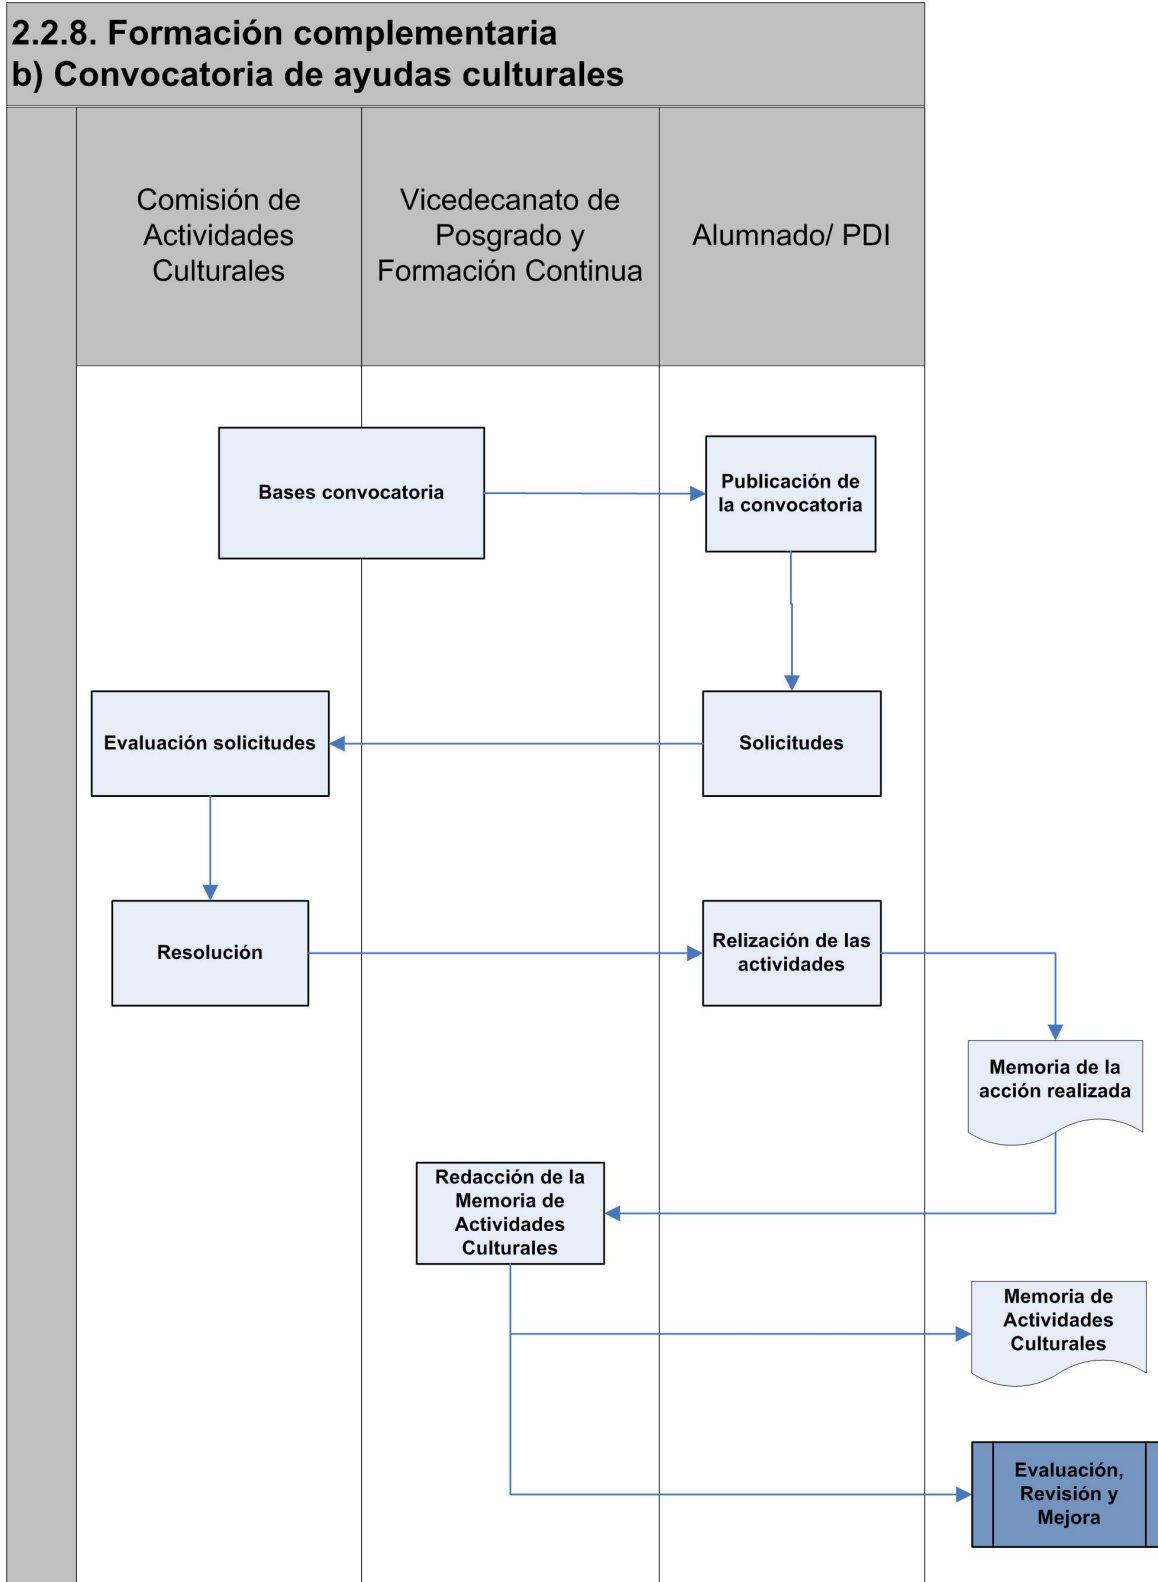 2.2.8. Formación complementaria
b) Convocatoria de ayudas culturales
Comisión de
Actividades
Culturales
Vicedecanato de
Posgrado y
Formación Continua
Alumnado/ PDI
Bases convocatoria
Publicación de
la convocatoria
Evaluación solicitudes
Solicitudes
Resolución
Relización de las
actividades
Memoria de la
acción realizada
Redacción de la
Memoria de
Actividades
Culturales
Memoria de
Actividades
Culturales
Evaluación,
Revisión y
Mejora